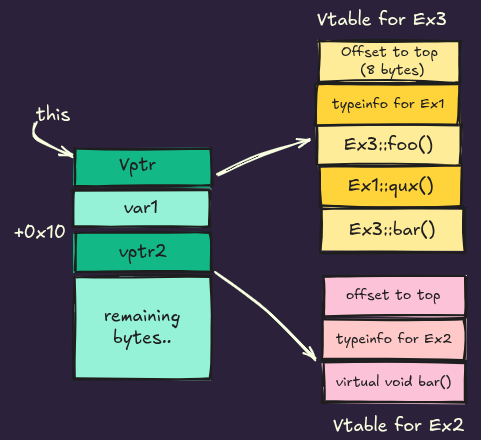 Vtable for Ex3
Offset to top
(8 bytes)
typeinfo for Ex1
Ex3::foo()
Ex1::qux()
Ex3::bar()
this
Vptr
var1
+0x10
vptr2
remaining
bytes..
offset to top
typeinfo for Ex2
virtual void bar()
Vtable for Ex2